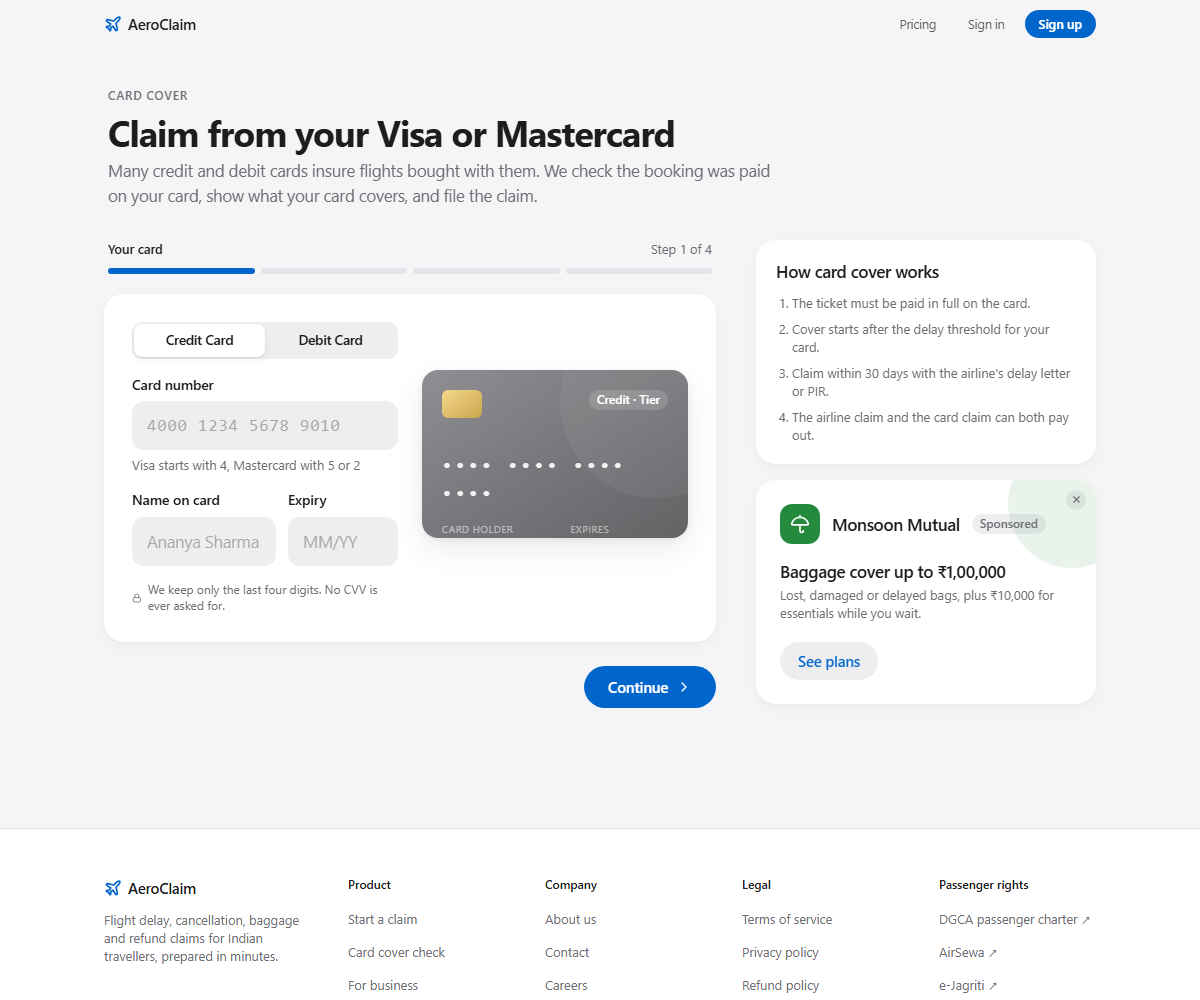 AeroClaim
Pricing
Sign in
Sign up
CARD COVER
Claim from your Visa or Mastercard
Many credit and debit cards insure flights bought with them. We check the booking was paid
on your card, show what your card covers, and file the claim.
Your card
Step 1 of 4
Credit Card
Debit Card
Card number
4000 1234 5678 9010
Visa starts with 4, Mastercard with 5 or 2
Name on card
Expiry
Ananya Sharma
MM/YY
We keep only the last four digits. No CVV is
ever asked for.
Credit · Tier
•••• •••• ••••
••••
CARD HOLDER
EXPIRES
Continue
How card cover works
1. The ticket must be paid in full on the card.
2. Cover starts after the delay threshold for your
card.
3. Claim within 30 days with the airline's delay letter
or PIR.
4. The airline claim and the card claim can both pay
out.
Monsoon Mutual
Sponsored
Baggage cover up to ₹1,00,000
Lost, damaged or delayed bags, plus ₹10,000 for
essentials while you wait.
See plans
AeroClaim
Flight delay, cancellation, baggage
and refund claims for Indian
travellers, prepared in minutes.
Product
Start a claim
Card cover check
For business
Company
About us
Contact
Careers
Legal
Terms of service
Privacy policy
Refund policy
Passenger rights
DGCA passenger charter ↗
AirSewa ↗
e-Jagriti ↗